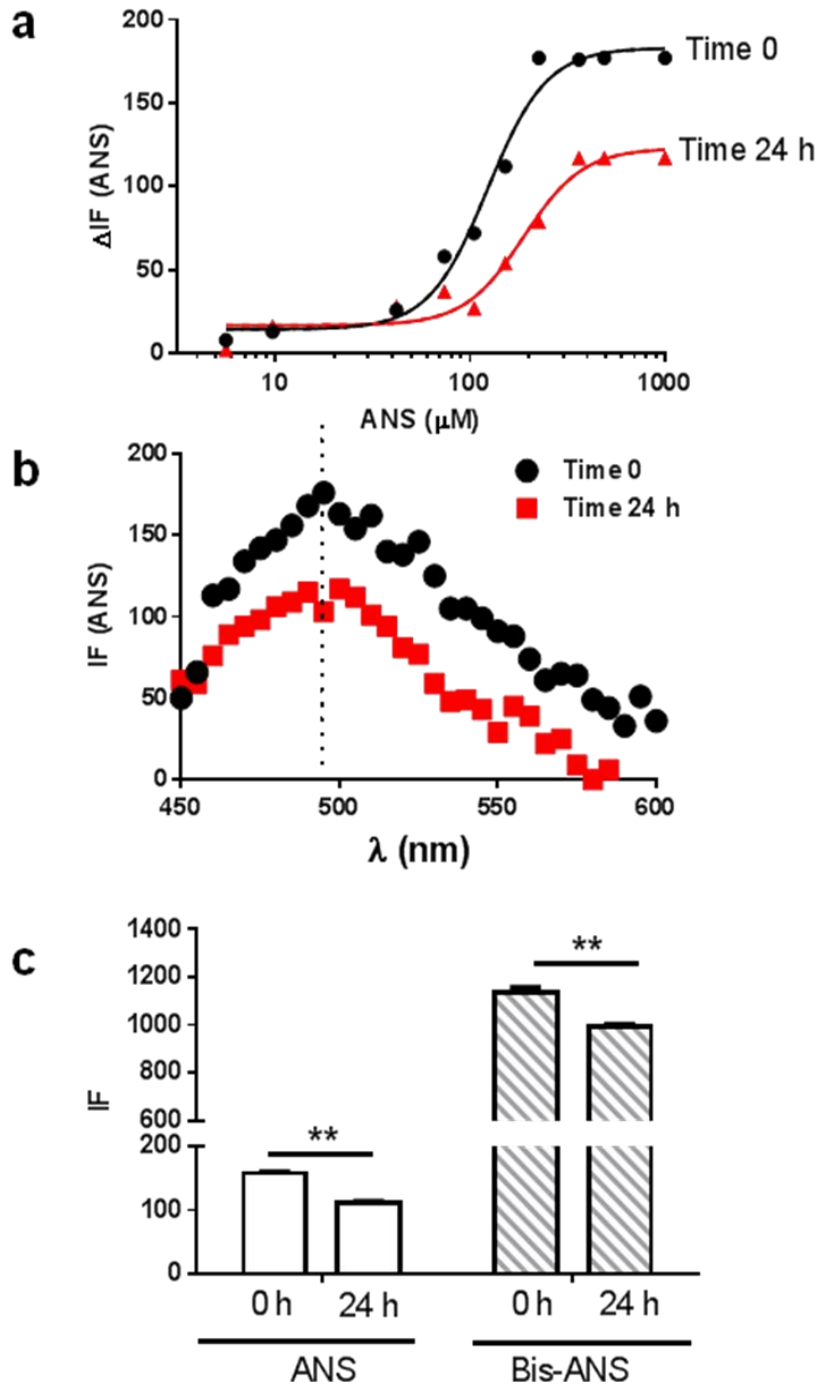 a
200
150
100
50
0
ΔIF (ANS)
Time 0
Time 24 h
10 100 1000
ANS (μM)
b
200
150
100
50
0
IF (ANS)
Time 0
Time 24 h
450 500 550 600
λ (nm)
c
1400
1200
1000
800
600
200
100
0
IF
**
**
0 h 24 h 0 h 24 h
ANS Bis-ANS